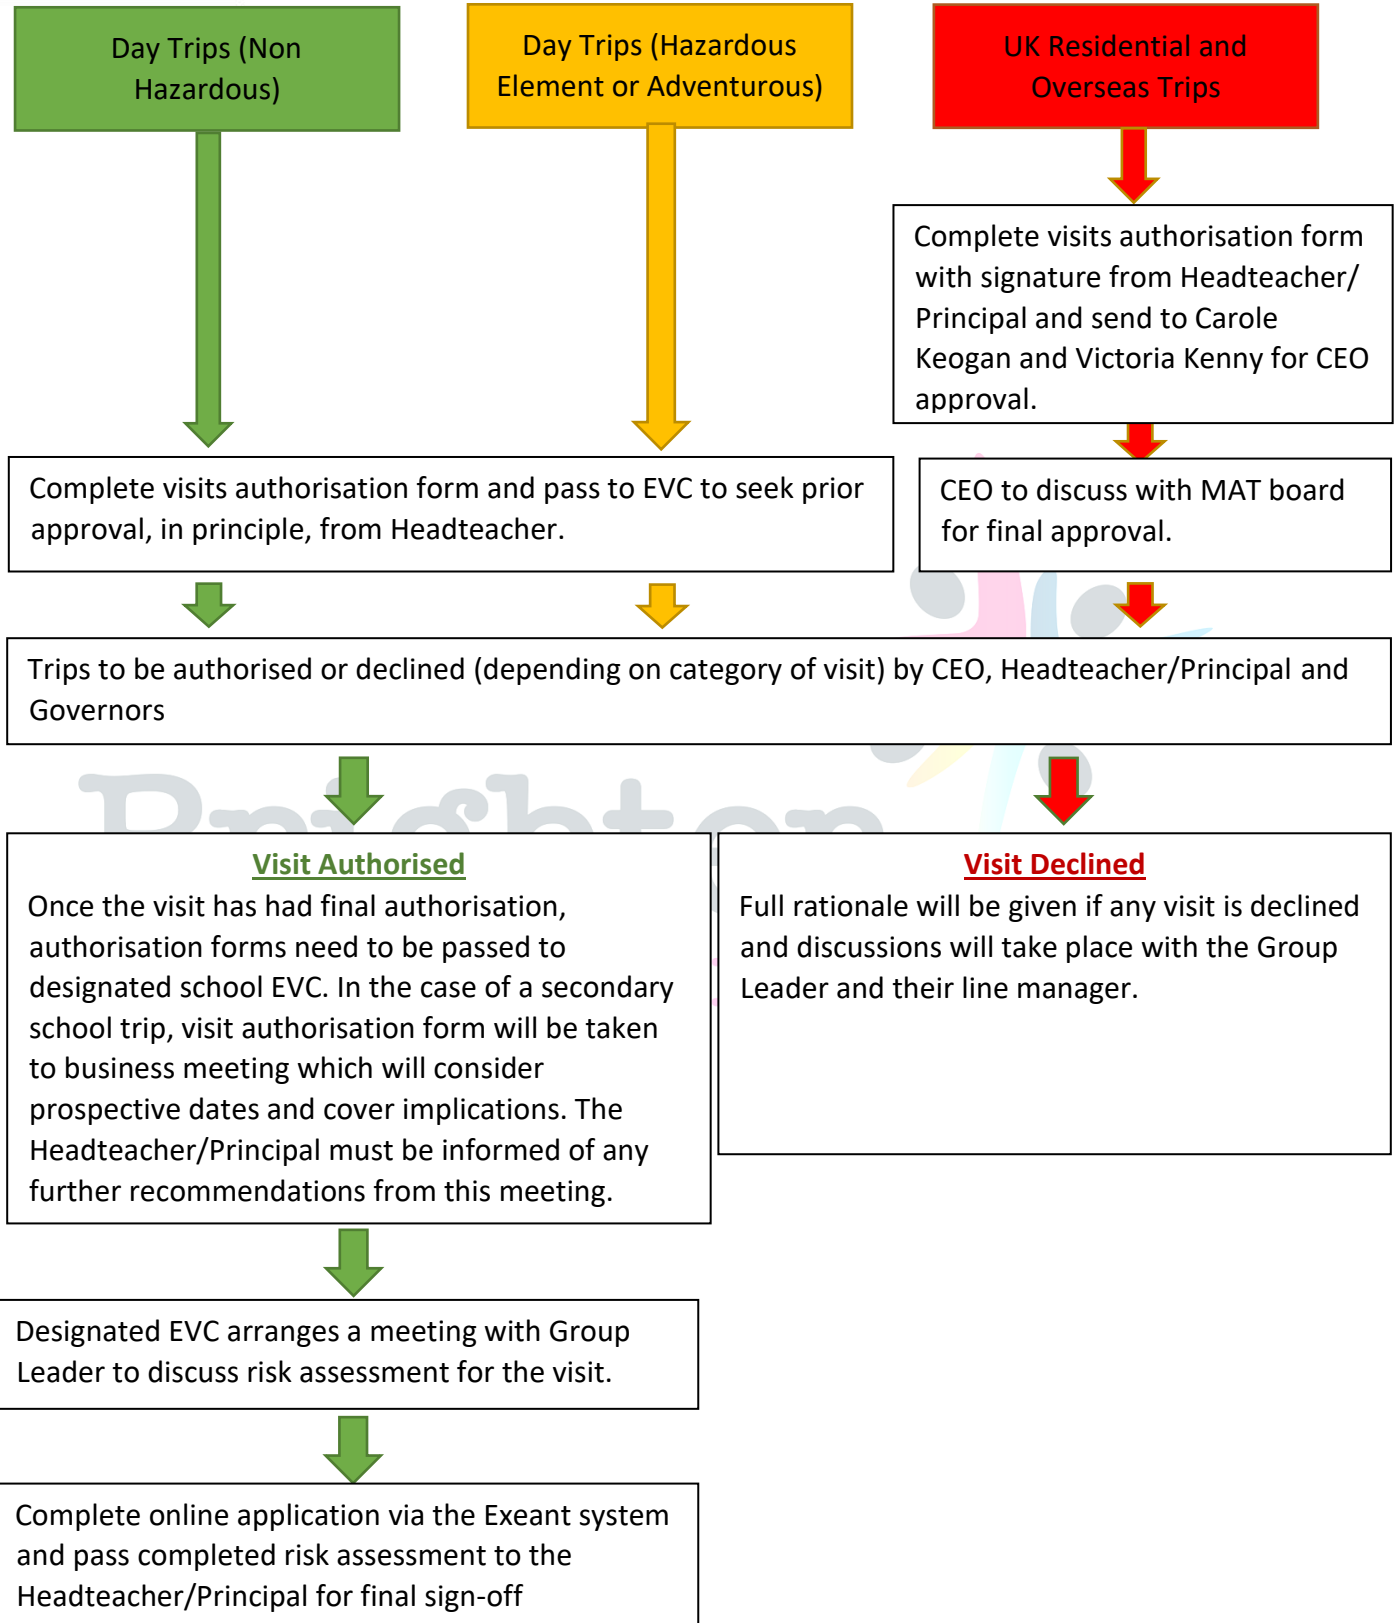 Day Trips (Non
Hazardous)
Day Trips (Hazardous
Element or Adventurous)
UK Residential and
Overseas Trips
Complete visits authorisation form
with signature from Headteacher/
Principal and send to Carole
Keogan and Victoria Kenny for CEO
approval.
Complete visits authorisation form and pass to EVC to seek prior
approval, in principle, from Headteacher.
CEO to discuss with MAT board
for final approval.
Trips to be authorised or declined (depending on category of visit) by CEO, Headteacher/Principal and
Governors
Visit Authorised
Once the visit has had final authorisation,
authorisation forms need to be passed to
designated school EVC. In the case of a secondary
school trip, visit authorisation form will be taken
to business meeting which will consider
prospective dates and cover implications. The
Headteacher/Principal must be informed of any
further recommendations from this meeting.
Visit Declined
Full rationale will be given if any visit is declined
and discussions will take place with the Group
Leader and their line manager.
Designated EVC arranges a meeting with Group
Leader to discuss risk assessment for the visit.
Complete online application via the Exeant system
and pass completed risk assessment to the
Headteacher/Principal for final sign-off